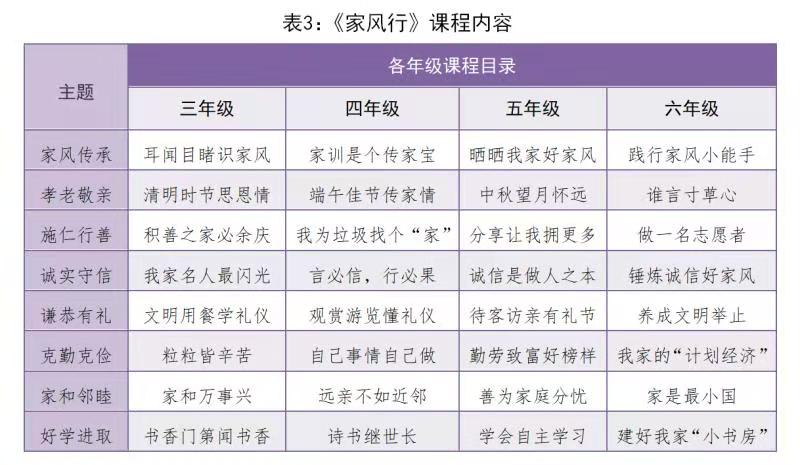 表3：《家风行》课程内容
主题 各年级课程目录
三年级 四年级 五年级 六年级
家风传承 耳闻目睹识家风 家训是个传家宝 晒晒我家好家风 践行家风小能手
孝老敬亲 清明时节思恩情 端午佳节传家情 中秋望月怀远 谁言寸草心
施仁行善 积善之家必余庆 我为垃圾找个“家” 分享让我拥更多 做一名志愿者
诚实守信 我家名人最闪光 言必信，行必果 诚信是做人之本 锤炼诚信好家风
谦恭有礼 文明用餐学礼仪 观赏游览懂礼仪 待客访亲有礼节 养成文明举止
克勤克俭 粒粒皆辛苦 自己事情自己做 勤劳致富好榜样 我家的“计划经济”
家和邻睦 家和万事兴 远亲不如近邻 善为家庭分忧 家是最小国
好学进取 书香门第闻书香 诗书继世长 学会自主学习 建好我家“小书房”